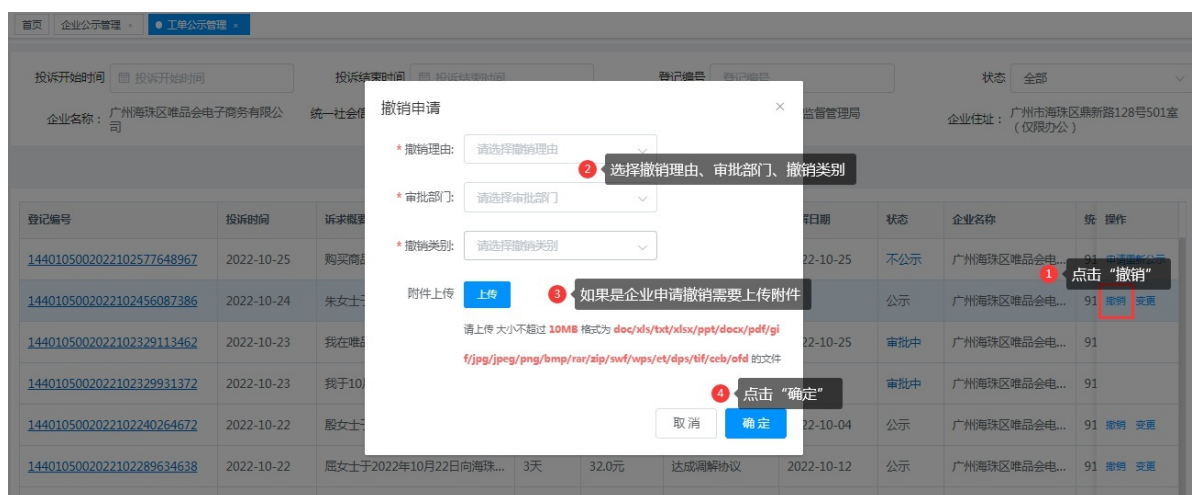 首页 企业公示管理 × ● 工单公示管理 ×
投诉开始时间 投诉开始时间 投诉结束时间 投诉结束时间 登记编号 登记编号 状态 全部
企业名称： 广州海珠区唯品会电子商务有限公司 统一社会信 监督管理局 企业住址： 广州市海珠区鼎新路128号501室（仅限办公）
撤销申请 ×
* 撤销理由: 请选择撤销理由
2 选择撤销理由、审批部门、撤销类别
* 审批部门: 请选择审批部门
* 撤销类别: 请选择撤销类别
附件上传 上传 3 如果是企业申请撤销需要上传附件
请上传 大小不超过 10MB 格式为 doc/xls/txt/xlsx/ppt/docx/pdf/gi
f/jpg/jpeg/png/bmp/rar/zip/swf/wps/et/dps/tif/ceb/ofd 的文件
4 点击“确定”
取消 确定
登记编号 投诉时间 诉求概要 日期 状态 企业名称 统 操作
1440105002022102577648967 2022-10-25 购买商品 22-10-25 不公示 广州海珠区唯品会电... 91 申请重新公示
1 点击“撤销”
1440105002022102456087386 2022-10-24 朱女士于 公示 广州海珠区唯品会电... 91 撤销 变更
1440105002022102329113462 2022-10-23 我在唯品 22-10-25 审批中 广州海珠区唯品会电... 91
1440105002022102329931372 2022-10-23 我于10月 审批中 广州海珠区唯品会电... 91
1440105002022102240264672 2022-10-22 殷女士于 22-10-04 公示 广州海珠区唯品会电... 91 撤销 变更
1440105002022102289634638 2022-10-22 屈女士于2022年10月22日向海珠... 3天 32.0元 达成调解协议 2022-10-12 公示 广州海珠区唯品会电... 91 撤销 变更